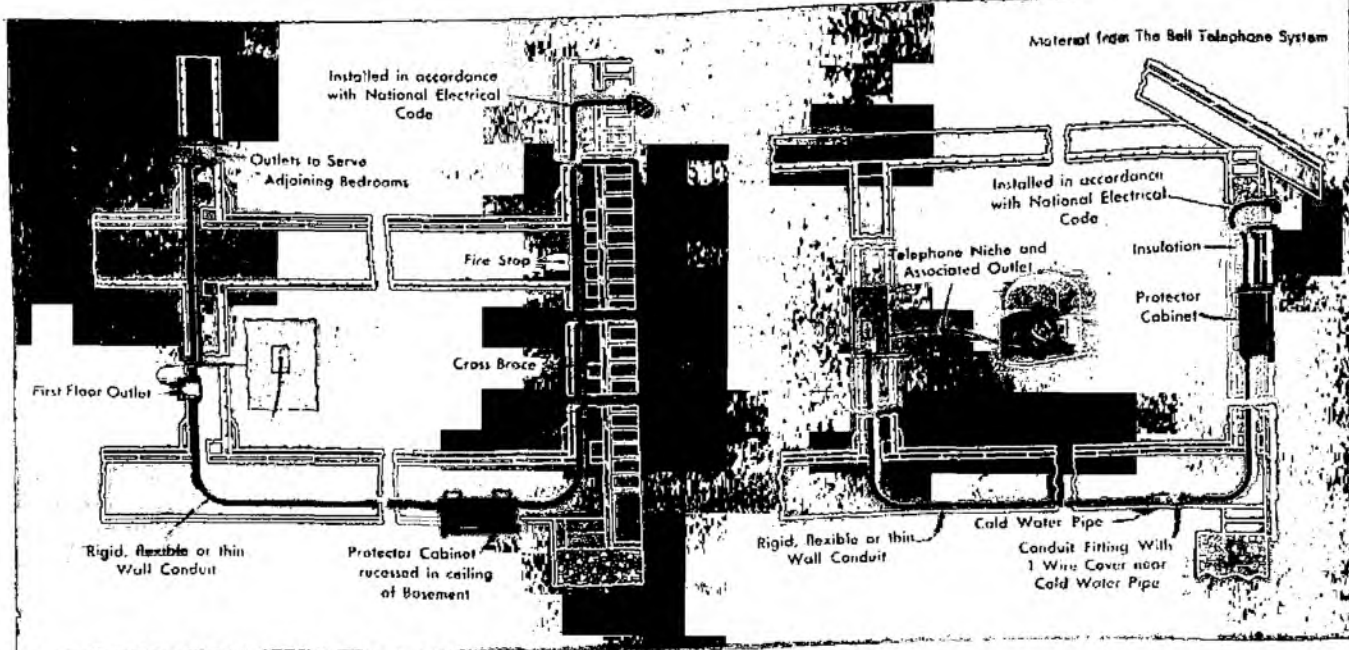 Material from The Bell Telephone System
Installed in accordance
with National Electrical
Code
Outlets to Serve
Adjoining Bedrooms
Fire Stop
Cross Brace
First Floor Outlet
Rigid, flexible or thin
Wall Conduit
Protector Cabinet
rucessed in ceiling
of Basement
Installed in accordance
with National Electrical
Code
Insulation
Telephone Niche and
Associated Outlet
Protector
Cabinet
Rigid, flexible or thin
Wall Conduit
Cold Water Pipe
Conduit Fitting With
1 Wire Cover near
Cold Water Pipe